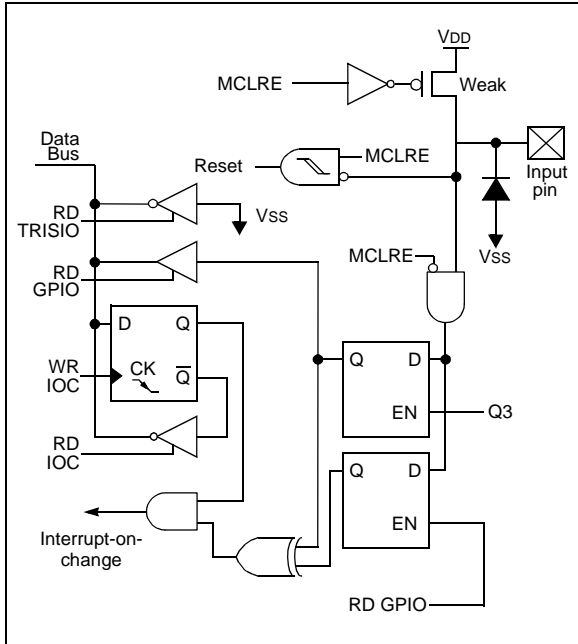 VDD
MCLRE
Weak
Data
Bus
Reset
MCLRE
Input
pin
RD
TRISIO
VSS
VSS
RD
GPIO
MCLRE
D
Q
Q
D
WR
IOC
CK
Q
EN
Q3
RD
IOC
Q
D
EN
Interrupt-on-
change
RD GPIO